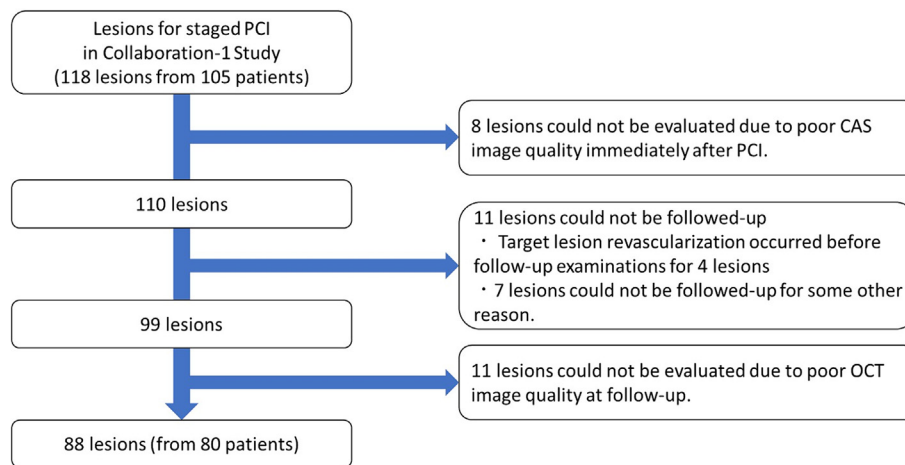 Lesions for staged PCI
in Collaboration-1 Study
(118 lesions from 105 patients)
8 lesions could not be evaluated due to poor CAS
image quality immediately after PCI.
110 lesions
11 lesions could not be followed-up
・ Target lesion revascularization occurred before
follow-up examinations for 4 lesions
・7 lesions could not be followed-up for some other
reason.
99 lesions
11 lesions could not be evaluated due to poor OCT
image quality at follow-up.
88 lesions (from 80 patients)